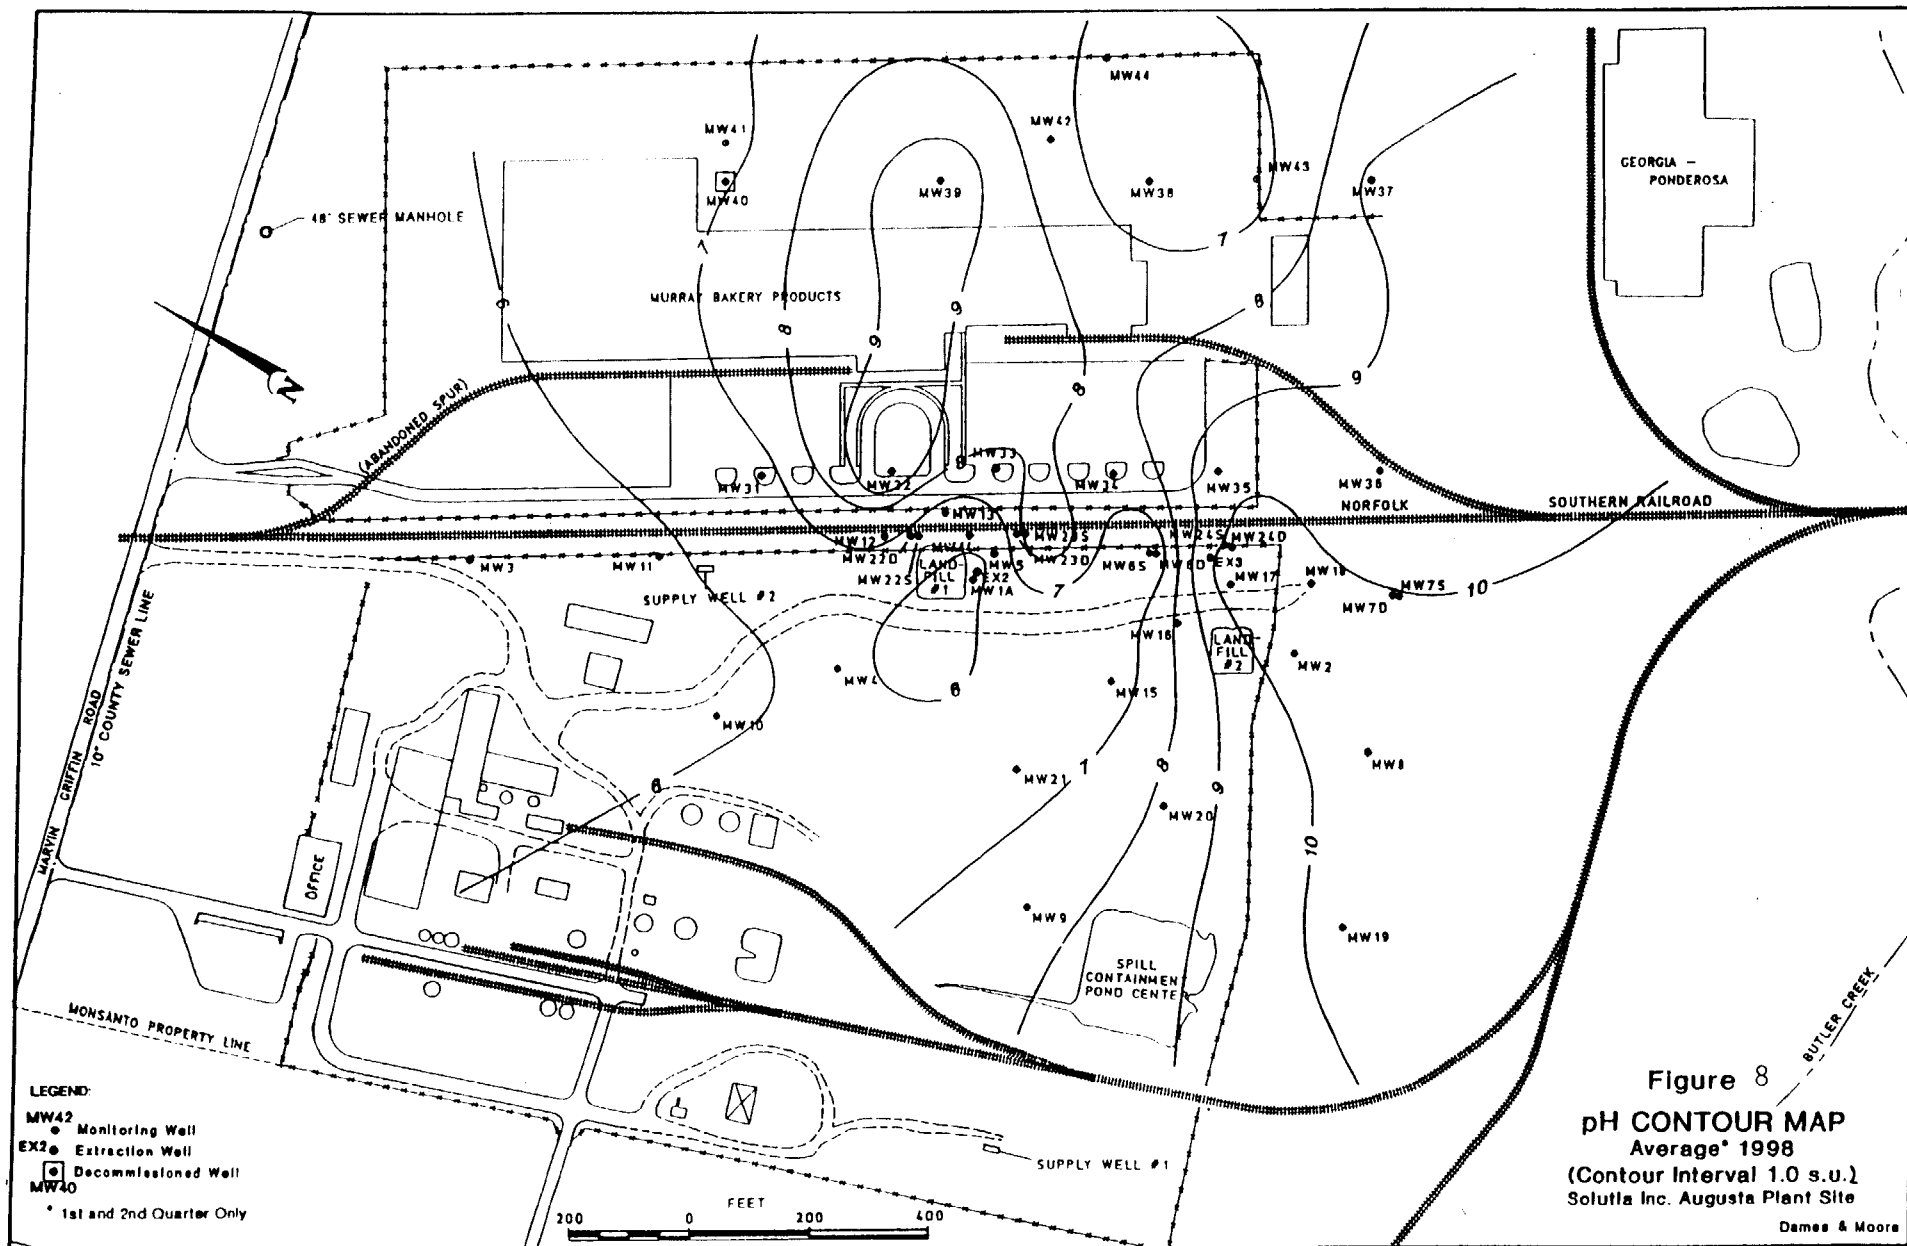 MW44
MW41
MW42
GEORGIA –
PONDEROSA
MW40
MW39
MW38
MW43
MW37
48" SEWER MANHOLE
7
7
6
MURRAY BAKERY PRODUCTS
8
9
9
8
8
9
N
(ABANDONED SPUR)
MW31
MW32
9
MW33
MW34
MW35
MW36
NORFOLK
SOUTHERN RAILROAD
MW13
MW12
MW23S
MW24S
MW24D
MW3
MW11
MW22D
MW5
MW23D
MW6S
MW6D
EX3
MW22S
LAND-
FILL
#1
EX2
MW1A
7
MW17
MW18
MW7S
MW7D
10
SUPPLY WELL #2
MW16
LAND-
FILL
#2
MW2
MW4
6
MW15
MW10
MARVIN GRIFFIN ROAD
10" COUNTY SEWER LINE
6
MW21
7
8
9
MW8
MW20
10
OFFICE
MW9
MW19
SPILL
CONTAINMENT
POND CENTE
BUTLER CREEK
MONSANTO PROPERTY LINE
SUPPLY WELL #1
LEGEND:
MW42
Monitoring Well
EX2
Extraction Well
Decommissioned Well
MW40
* 1st and 2nd Quarter Only
FEET
200 0 200 400
Figure 8
pH CONTOUR MAP
Average* 1998
(Contour Interval 1.0 s.u.)
Solutia Inc. Augusta Plant Site
Dames & Moore